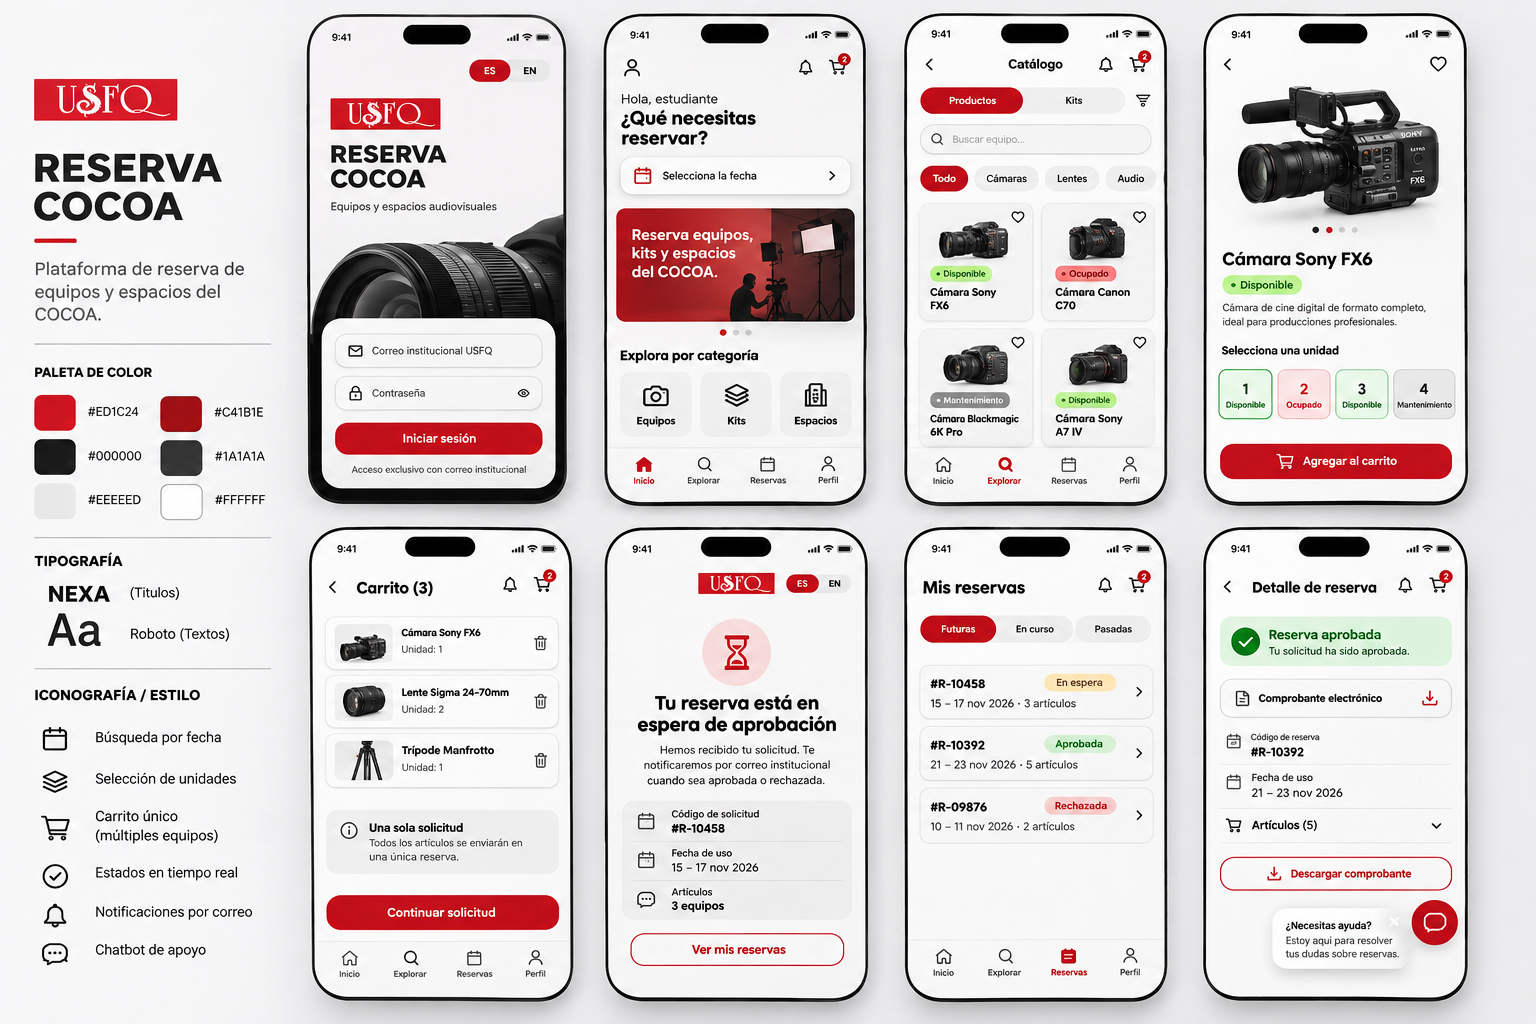 USFQ
RESERVA
COCOA
Plataforma de reserva de
equipos y espacios del
COCOA.
PALETA DE COLOR
#ED1C24
#C41B1E
#000000
#1A1A1A
#EEEEED
#FFFFFF
TIPOGRAFÍA
NEXA (Titulos)
Aa Roboto (Textos)
ICONOGRAFÍA / ESTILO
Búsqueda por fecha
Selección de unidades
Carrito único
(múltiples equipos)
Estados en tiempo real
Notificaciones por correo
Chatbot de apoyo
9:41
ES EN
USFQ
RESERVA
COCOA
Equipos y espacios audiovisuales
Correo institucional USFQ
Contraseña
Iniciar sesión
Acceso exclusivo con correo institucional
9:41
2
Hola, estudiante
¿Qué necesitas
reservar?
Selecciona la fecha
Reserva equipos,
kits y espacios
del COCOA.
Explora por categoría
Equipos
Kits
Espacios
Inicio
Explorar
Reservas
Perfil
9:41
Catálogo
2
Productos
Kits
Buscar equipo...
Todo
Cámaras
Lentes
Audio
• Disponible
Cámara Sony
FX6
• Ocupado
Cámara Canon
C70
• Mantenimiento
Cámara Blackmagic
6K Pro
• Disponible
Cámara Sony
A7 IV
Inicio
Explorar
Reservas
Perfil
9:41
SONY
FX6
Cámara Sony FX6
• Disponible
Cámara de cine digital de formato completo,
ideal para producciones profesionales.
Selecciona una unidad
1
Disponible
2
Ocupado
3
Disponible
4
Mantenimiento
Agregar al carrito
9:41
Carrito (3)
2
Cámara Sony FX6
Unidad: 1
Lente Sigma 24-70mm
Unidad: 2
Trípode Manfrotto
Unidad: 1
Una sola solicitud
Todos los artículos se enviarán en
una única reserva.
Continuar solicitud
Inicio
Explorar
Reservas
Perfil
9:41
USFQ
ES EN
Tu reserva está en
espera de aprobación
Hemos recibido tu solicitud. Te
notificaremos por correo institucional
cuando sea aprobada o rechazada.
Código de solicitud
#R-10458
Fecha de uso
15 – 17 nov 2026
Artículos
3 equipos
Ver mis reservas
9:41
Mis reservas
2
Futuras
En curso
Pasadas
#R-10458
En espera
15 – 17 nov 2026 · 3 artículos
#R-10392
Aprobada
21 – 23 nov 2026 · 5 artículos
#R-09876
Rechazada
10 – 11 nov 2026 · 2 artículos
Inicio
Explorar
Reservas
Perfil
9:41
Detalle de reserva
2
Reserva aprobada
Tu solicitud ha sido aprobada.
Comprobante electrónico
Código de reserva
#R-10392
Fecha de uso
21 – 23 nov 2026
Artículos (5)
Descargar comprobante
¿Necesitas ayuda?
Estoy aqui para resolver
tus dudas sobre reservas.